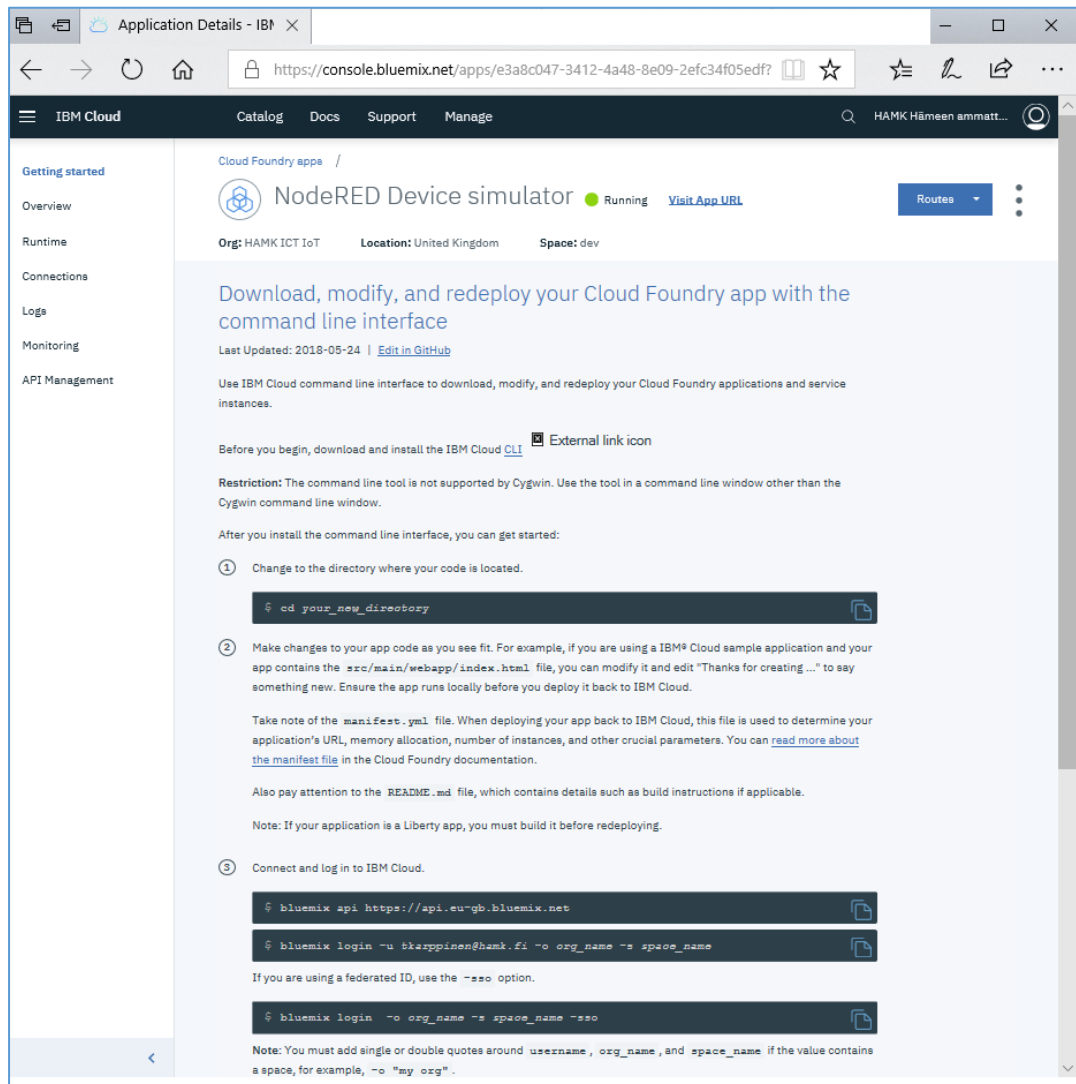 Application Details - IBM
https://console.bluemix.net/apps/e3a8c047-3412-4a48-8e09-2efc34f05edf?
IBM Cloud Catalog Docs Support Manage HAMK Hämeen ammatt...
Getting started
Overview
Runtime
Connections
Logs
Monitoring
API Management
Cloud Foundry apps /
NodeRED Device simulator Running Visit App URL Routes
Org: HAMK ICT IoT Location: United Kingdom Space: dev
Download, modify, and redeploy your Cloud Foundry app with the
command line interface
Last Updated: 2018-05-24 | Edit in GitHub
Use IBM Cloud command line interface to download, modify, and redeploy your Cloud Foundry applications and service
instances.
Before you begin, download and install the IBM Cloud CLI External link icon
Restriction: The command line tool is not supported by Cygwin. Use the tool in a command line window other than the
Cygwin command line window.
After you install the command line interface, you can get started:
1 Change to the directory where your code is located.
$ cd your_new_directory
2 Make changes to your app code as you see fit. For example, if you are using a IBM® Cloud sample application and your
app contains the src/main/webapp/index.html file, you can modify it and edit "Thanks for creating ..." to say
something new. Ensure the app runs locally before you deploy it back to IBM Cloud.
Take note of the manifest.yml file. When deploying your app back to IBM Cloud, this file is used to determine your
application's URL, memory allocation, number of instances, and other crucial parameters. You can read more about
the manifest file in the Cloud Foundry documentation.
Also pay attention to the README.md file, which contains details such as build instructions if applicable.
Note: If your application is a Liberty app, you must build it before redeploying.
3 Connect and log in to IBM Cloud.
$ bluemix api https://api.eu-gb.bluemix.net
$ bluemix login -u tkarppinen@hamk.fi -o org_name -s space_name
If you are using a federated ID, use the -sso option.
$ bluemix login -o org_name -s space_name -sso
Note: You must add single or double quotes around username, org_name, and space_name if the value contains
a space, for example, -o "my org".